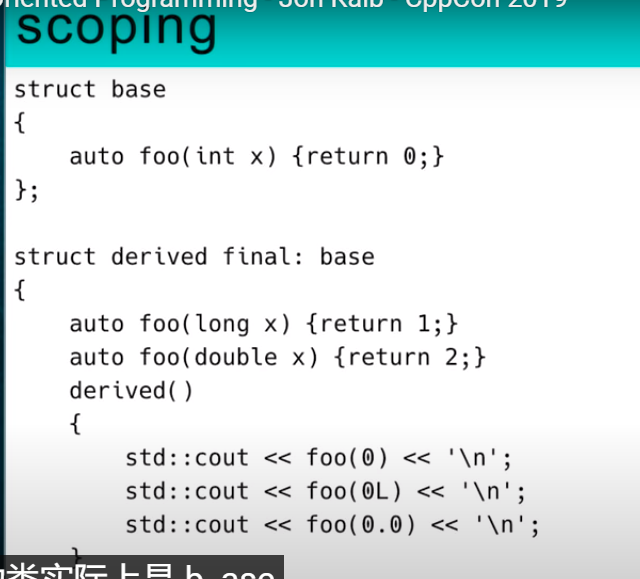 Oriented Programming - Jon Kalb - CppCon 2019
scoping
struct base
{
    auto foo(int x) {return 0;}
};
struct derived final: base
{
    auto foo(long x) {return 1;}
    auto foo(double x) {return 2;}
    derived()
    {
        std::cout << foo(0) << '\n';
        std::cout << foo(0L) << '\n';
        std::cout << foo(0.0) << '\n';
    }
类实际上是 b ase